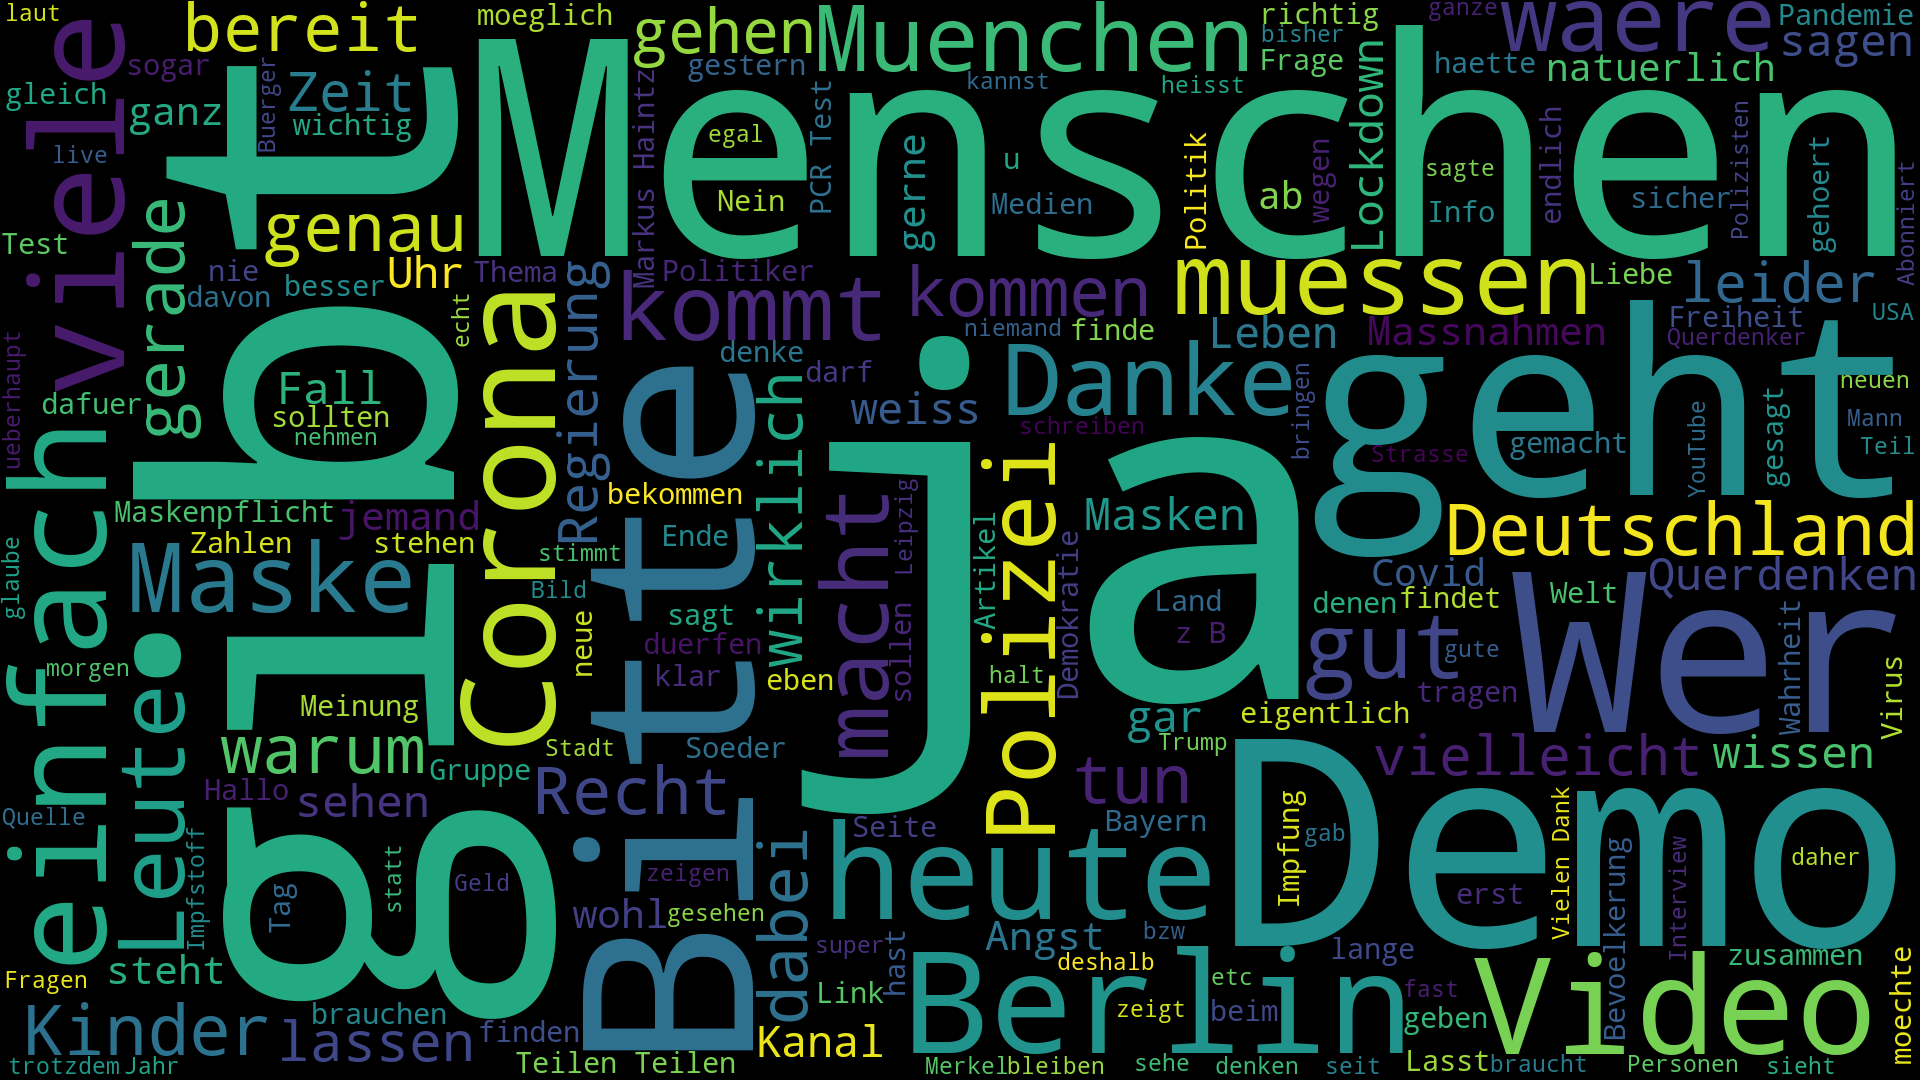 laut
viele
bereit
moeglich
gehen
Muenchen
richtig
bisher
Frage
ganze
waere
Pandemie
sagen
sogar
gleich
ganz
Buerger
Zeit
wichtig
gibt
Menschen
gestern
kannst
heisst
haette
natuerlich
live
Markus Haintz
egal
PCR Test
gerne
u
Politik
wegen
Lockdown
sagte
endlich
Polizisten
gehoert
Abonniert
Nein
Medien
ab
Info
sicher
Test
gerade
genau
nie
davon
besser
Uhr
Thema
Regierung
Politiker
kommt
kommen
muessen
Liebe
leider
USA
ueberhaupt
echt
Corona
denke
darf
niemand
finde
Leben
Massnahmen
Freiheit
Querdenker
dafuer
Fall
sollten
nehmen
Bitte
wirklich
weiss
Danke
schreiben
bringen
geht
Strasse
gemacht
YouTube
gesagt
neuen
Mann
Teil
einfach
Maskenpflicht
jemand
bekommen
ja
Polizei
Masken
Deutschland
glaube
Zahlen
stehen
stimmt
Ende
macht
Leipzig
Artikel
Demokratie
Maske
Bild
neue
sagt
duerfen
klar
eben
sollen
halt
Land
z B
Covid
denen
findet
Welt
Querdenken
Wer
morgen
Leute
Meinung
gut
gute
tragen
Wahrheit
Virus
warum
Stadt
Soeder
gar
Trump
eigentlich
vielleicht
wissen
Gruppe
Hallo
sehen
Recht
tun
Demo
Quelle
Impfstoff
Seite
Bayern
Impfung
gab
Vielen Dank
Bevoelkerung
Interview
daher
Tag
statt
Geld
zeigen
dabei
heute
erst
wohl
gesehen
super
hast
Angst
bzw
lange
zusammen
moechte
Fragen
steht
Link
Berlin
deshalb
etc
fast
Video
Kinder
brauchen
lassen
finden
Kanal
zeigt
beim
geben
trotzdem
Jahr
Teilen Teilen
Merkel
bleiben
sehe
denken
seit
Lasst
braucht
Personen
sieht